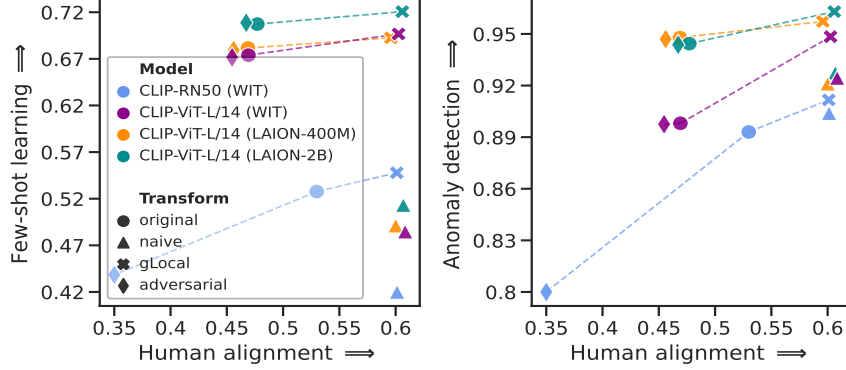 Few-shot learning ⟹
0.72
0.67
0.62
0.57
0.52
0.47
0.42
Model
CLIP-RN50 (WIT)
CLIP-ViT-L/14 (WIT)
CLIP-ViT-L/14 (LAION-400M)
CLIP-ViT-L/14 (LAION-2B)
Transform
original
naive
gLocal
adversarial
0.35 0.4 0.45 0.5 0.55 0.6
Human alignment ⟹
Anomaly detection ⟹
0.95
0.92
0.89
0.86
0.83
0.8
0.35 0.4 0.45 0.5 0.55 0.6
Human alignment ⟹